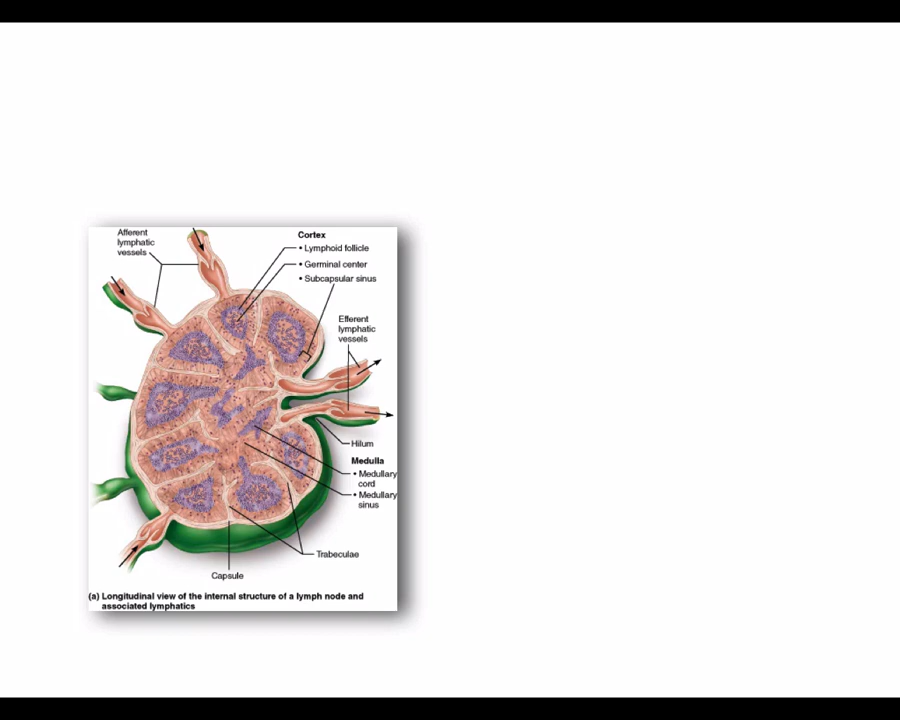 Afferent
lymphatic
vessels
Cortex
• Lymphoid follicle
• Germinal center
• Subcapsular sinus
Efferent
lymphatic
vessels
Hilum
Medulla
• Medullary
cord
• Medullary
sinus
Trabeculae
Capsule
(a) Longitudinal view of the internal structure of a lymph node and
associated lymphatics